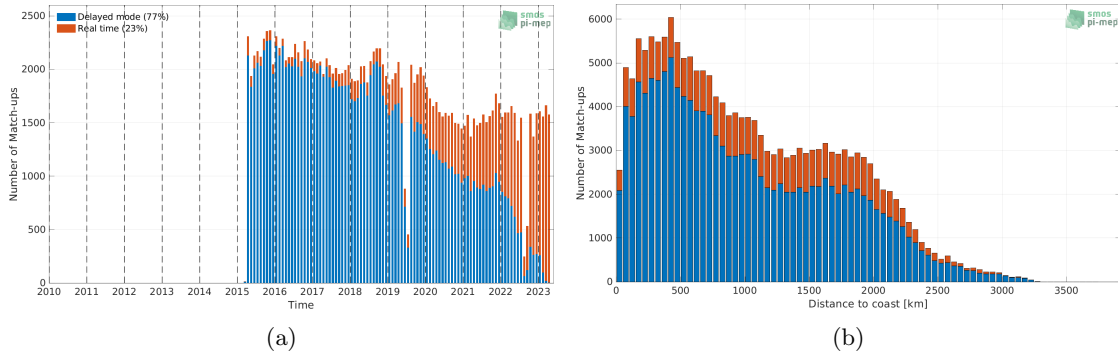 Delayed mode (77%)
Real time (23%)
smos
pi-mep
Number of Match-ups
2500
2000
1500
1000
500
0
2010 2011 2012 2013 2014 2015 2016 2017 2018 2019 2020 2021 2022 2023
Time
(a)
smos
pi-mep
Number of Match-ups
6000
5000
4000
3000
2000
1000
0
0 500 1000 1500 2000 2500 3000 3500
Distance to coast [km]
(b)